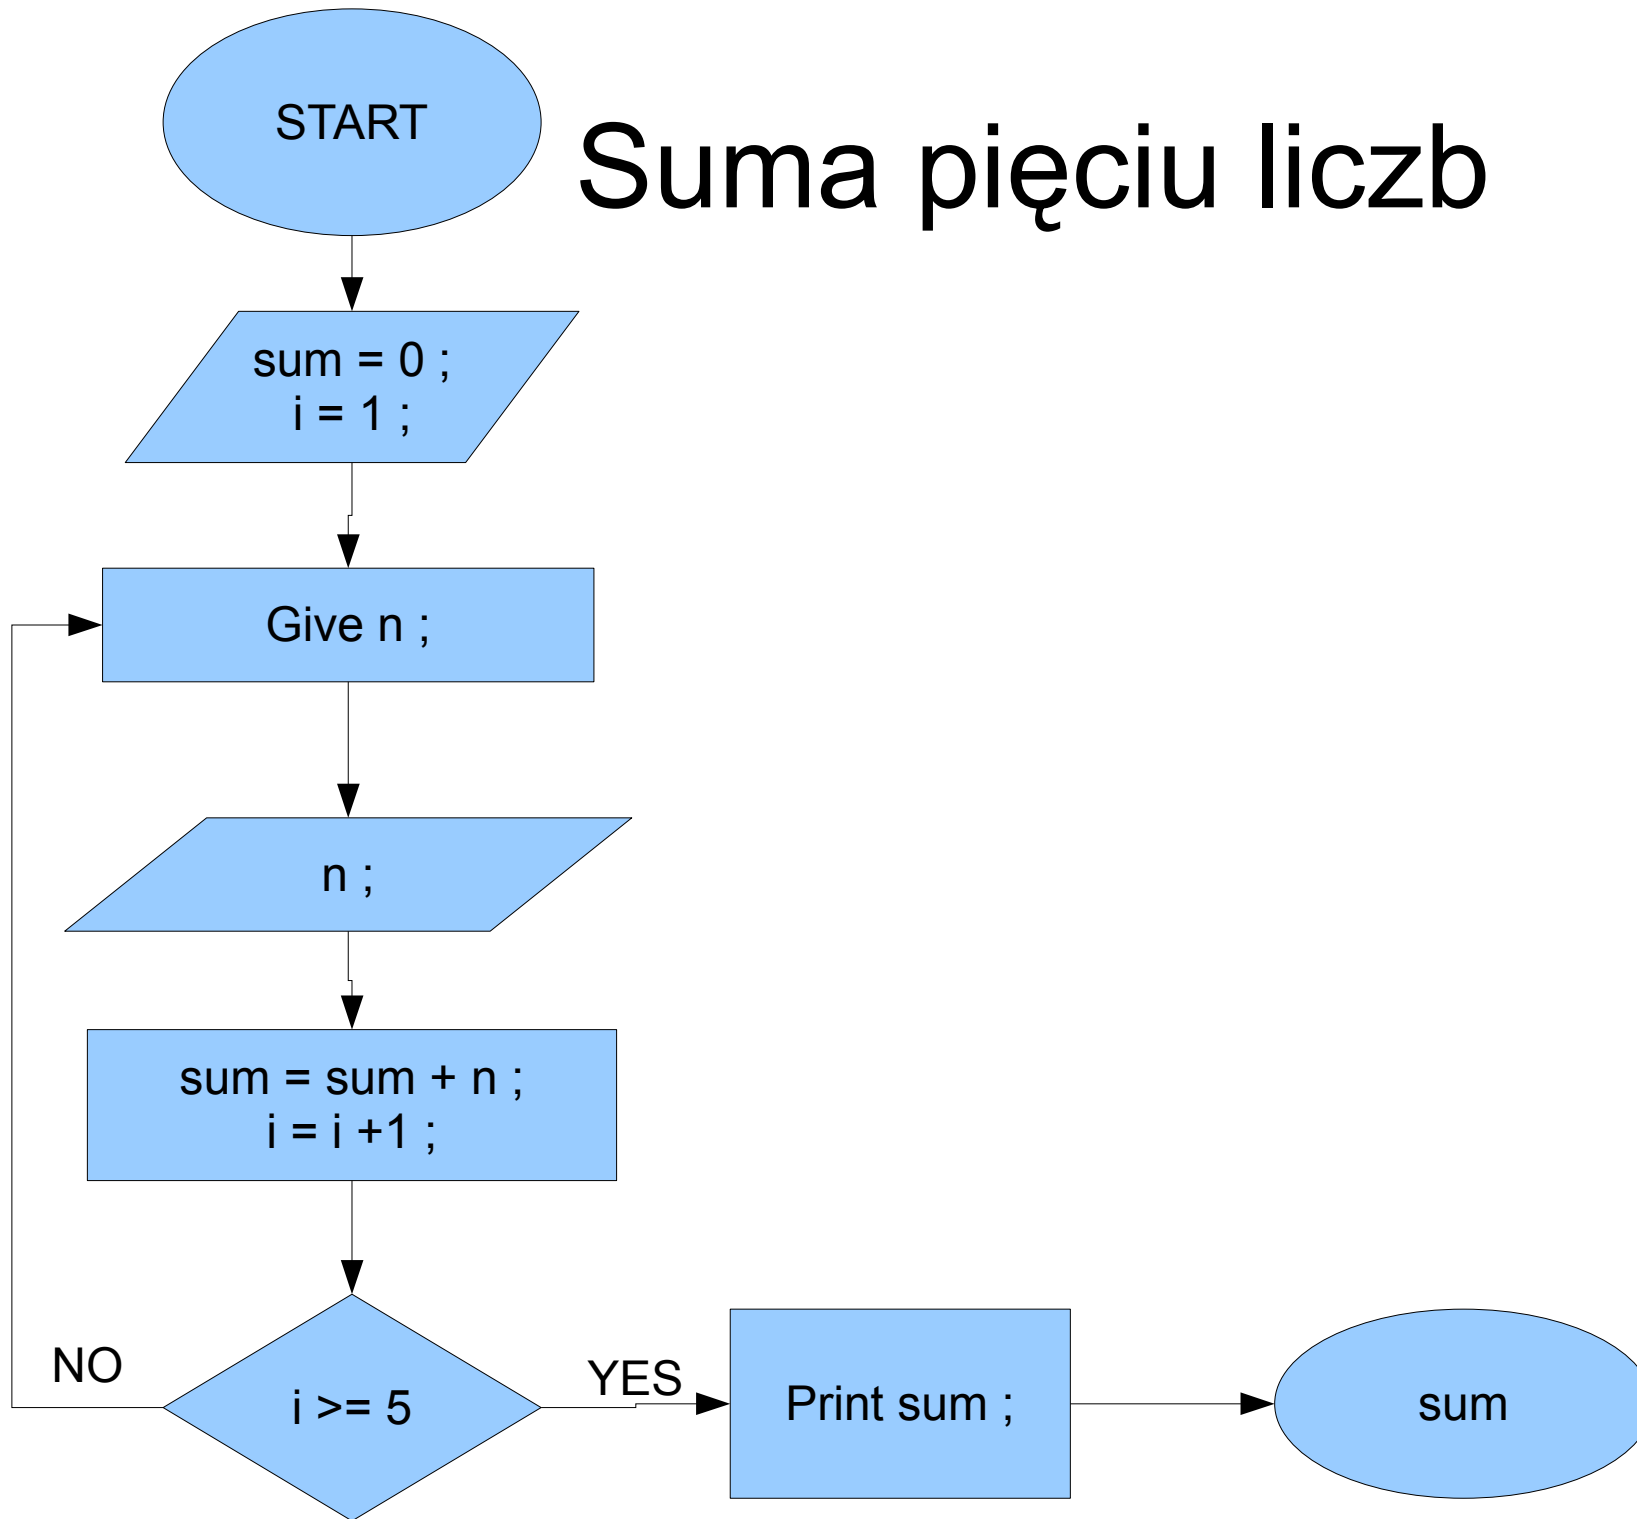 START
Suma pięciu liczb
sum = 0 ;
i = 1 ;
Give n ;
n ;
sum = sum + n ;
i = i +1 ;
NO
i >= 5
YES
Print sum ;
sum